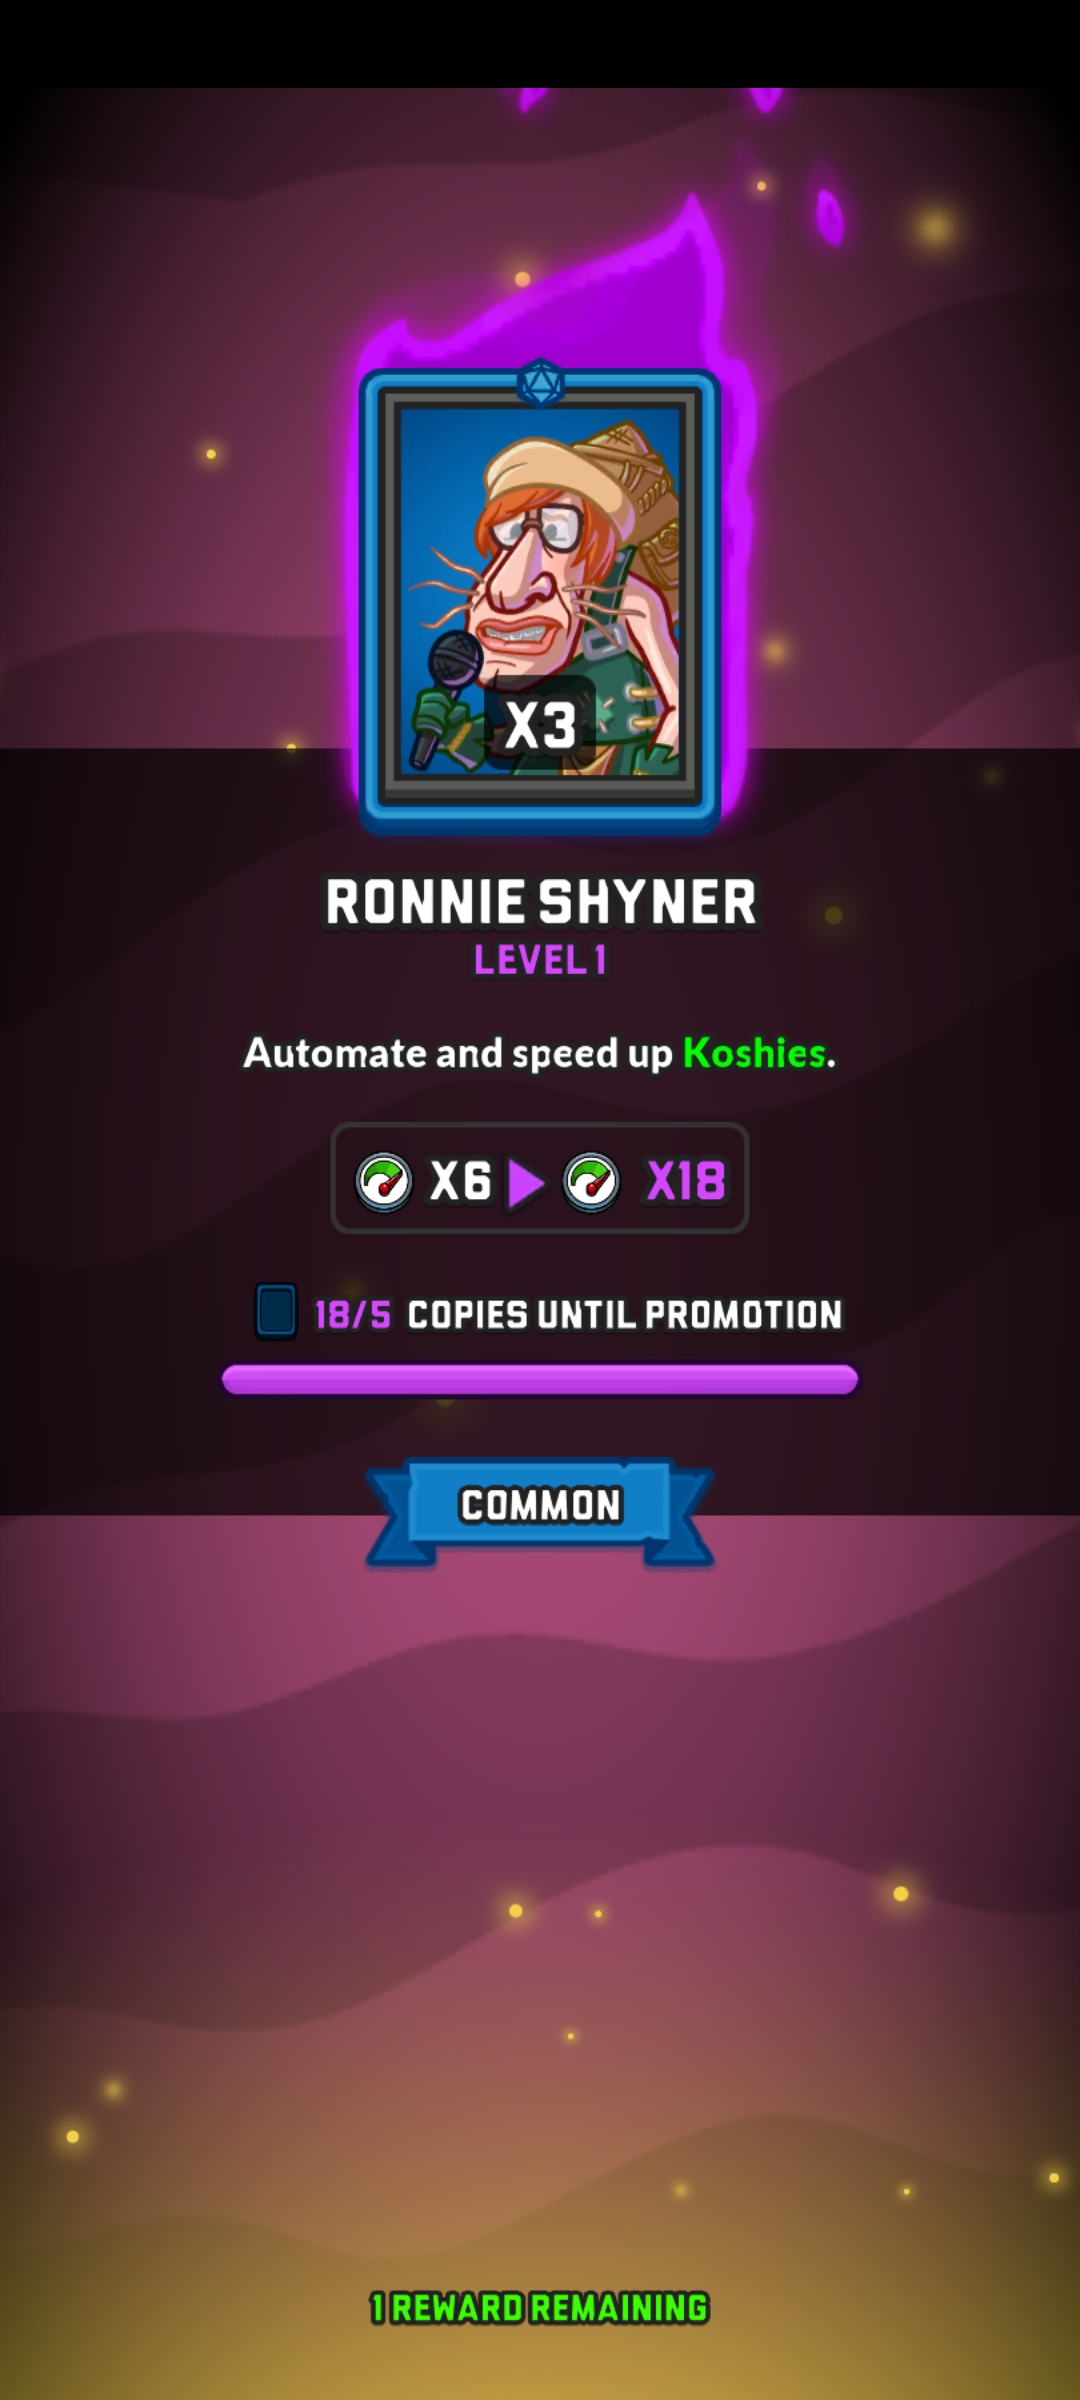 X3
RONNIE SHYNER
LEVEL 1
Automate and speed up Koshies.
X6 X18
18/5 COPIES UNTIL PROMOTION
COMMON
1 REWARD REMAINING